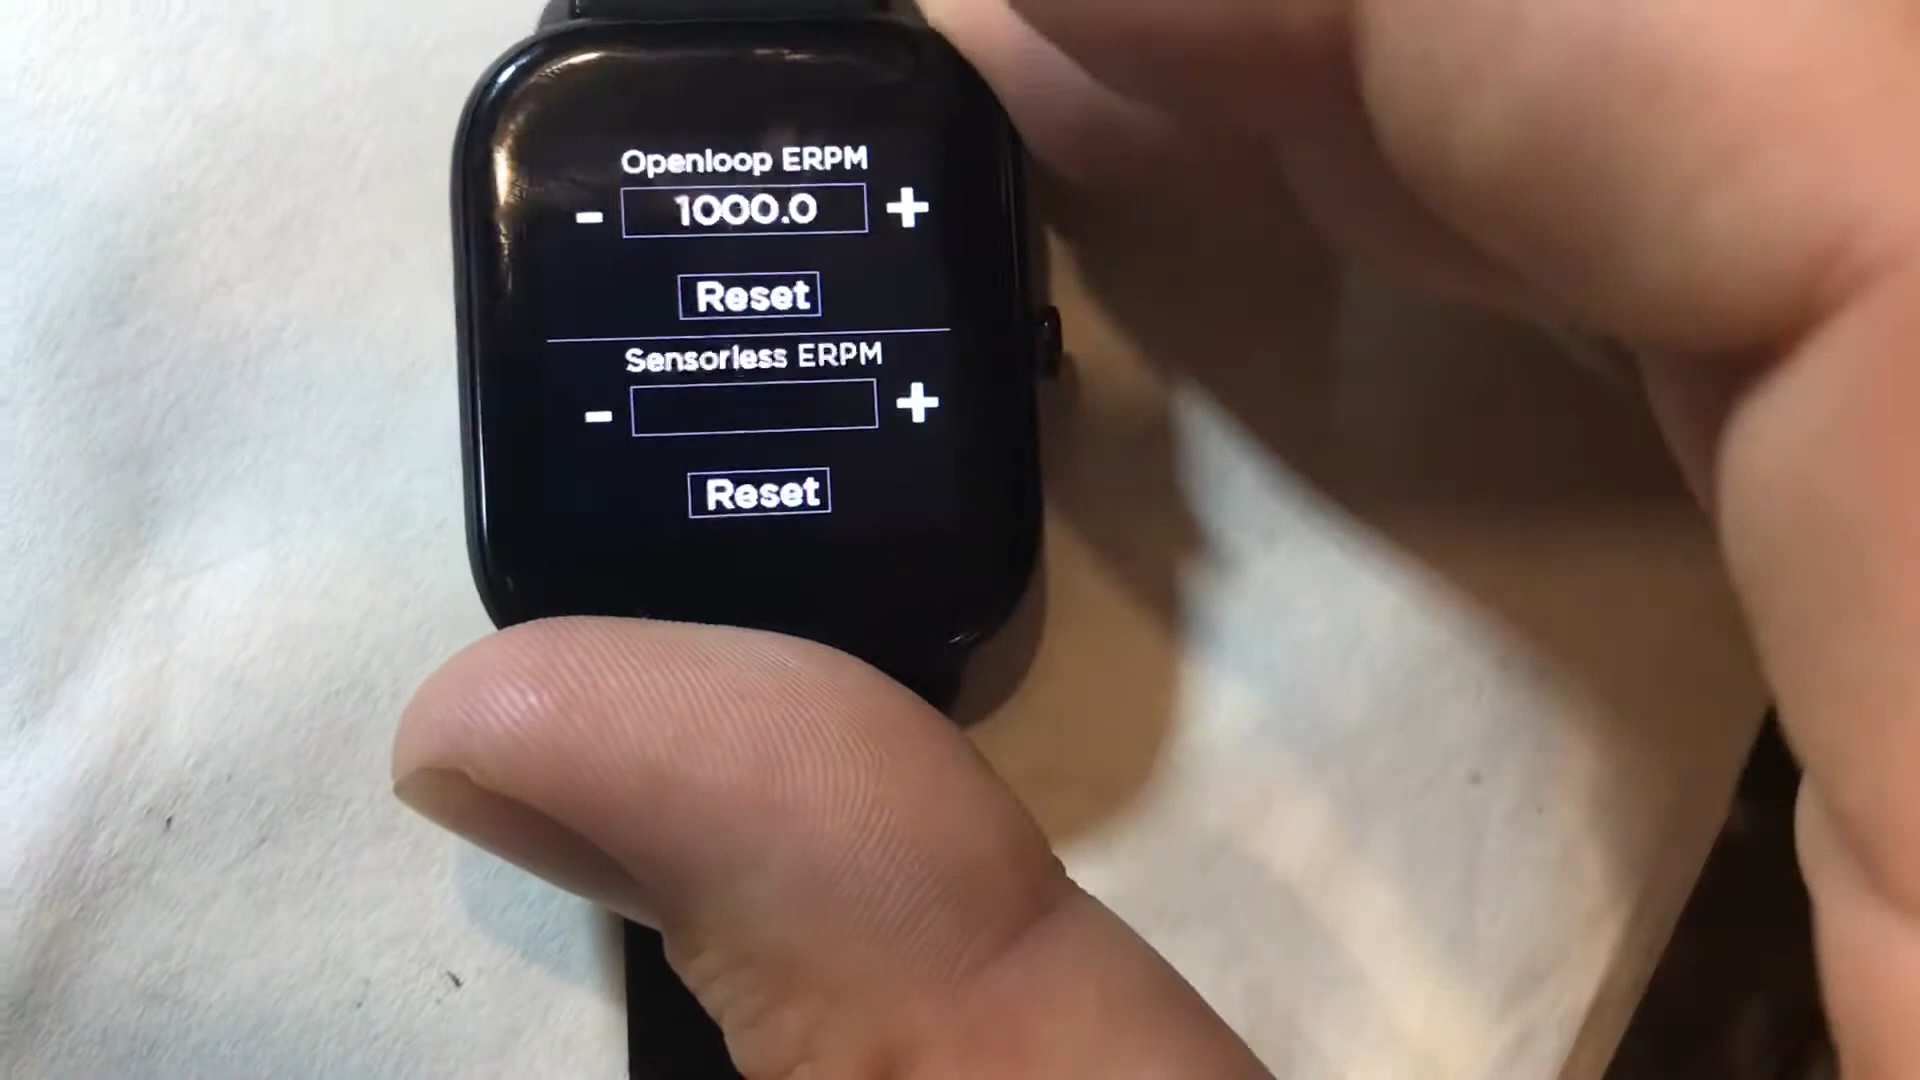 Openloop ERPM
- 1000.0 +
Reset
Sensorless ERPM
- +
Reset